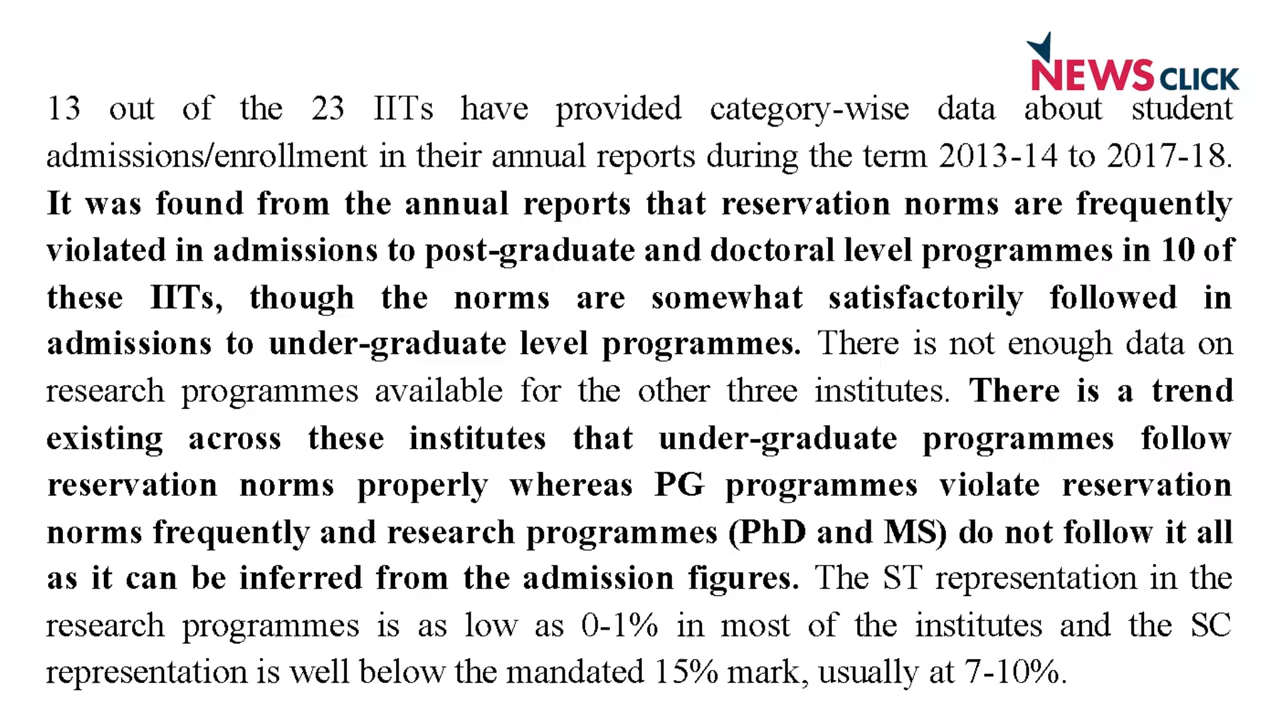 NEWS CLICK
13 out of the 23 IITs have provided category-wise data about student
admissions/enrollment in their annual reports during the term 2013-14 to 2017-18.
It was found from the annual reports that reservation norms are frequently
violated in admissions to post-graduate and doctoral level programmes in 10 of
these IITs, though the norms are somewhat satisfactorily followed in
admissions to under-graduate level programmes. There is not enough data on
research programmes available for the other three institutes. There is a trend
existing across these institutes that under-graduate programmes follow
reservation norms properly whereas PG programmes violate reservation
norms frequently and research programmes (PhD and MS) do not follow it all
as it can be inferred from the admission figures. The ST representation in the
research programmes is as low as 0-1% in most of the institutes and the SC
representation is well below the mandated 15% mark, usually at 7-10%.